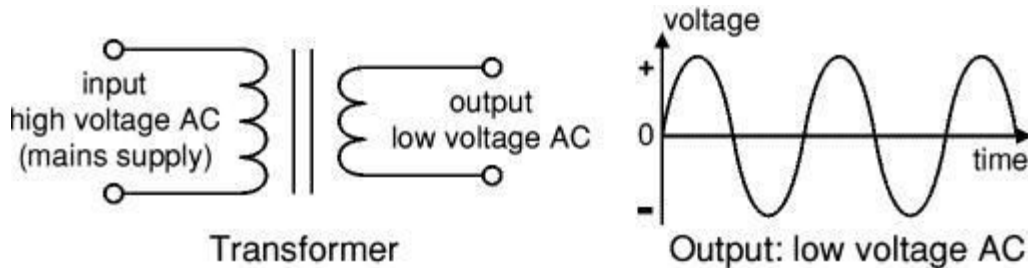 input
high voltage AC
(mains supply)
output
low voltage AC
Transformer
voltage
+
0
-
time
Output: low voltage AC